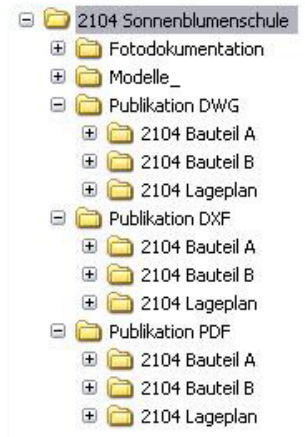 2104 Sonnenblumenschule
Fotodokumentation
Modelle_
Publikation DWG
2104 Bauteil A
2104 Bauteil B
2104 Lageplan
Publikation DXF
2104 Bauteil A
2104 Bauteil B
2104 Lageplan
Publikation PDF
2104 Bauteil A
2104 Bauteil B
2104 Lageplan